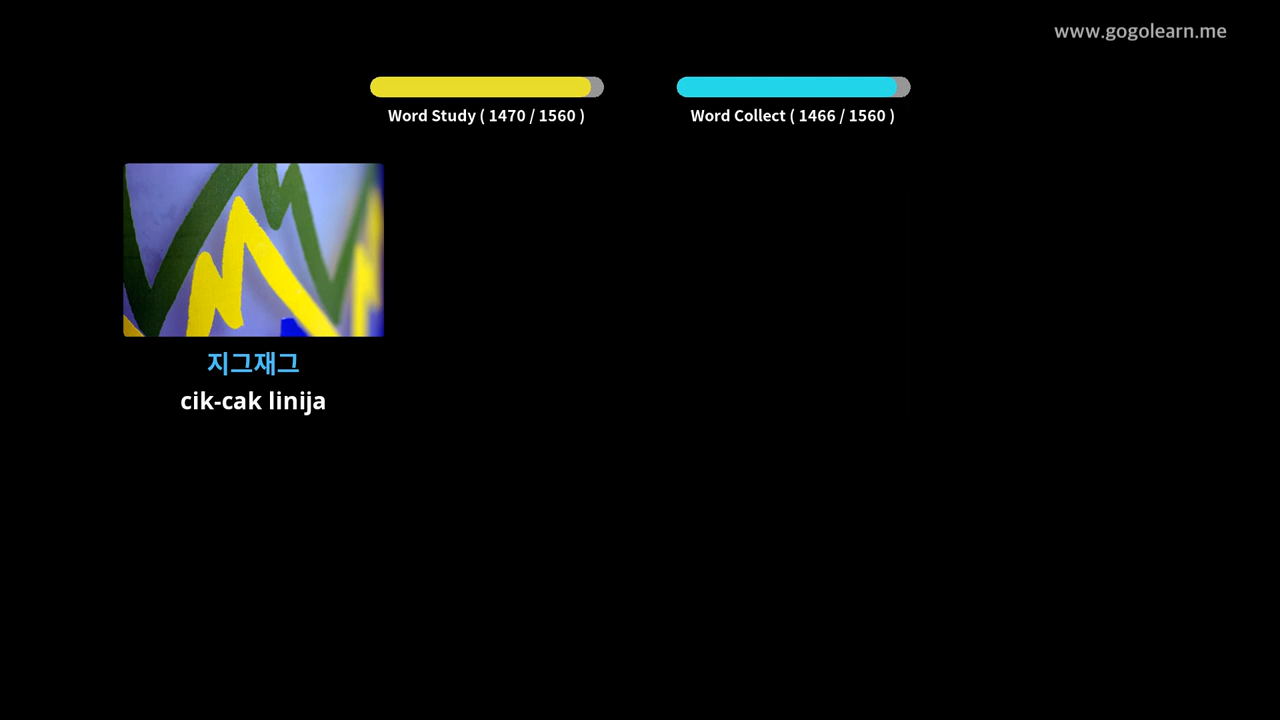 www.gogolearn.me
Word Study ( 1470 / 1560 )
Word Collect ( 1466 / 1560 )
지그재그
cik-cak linija